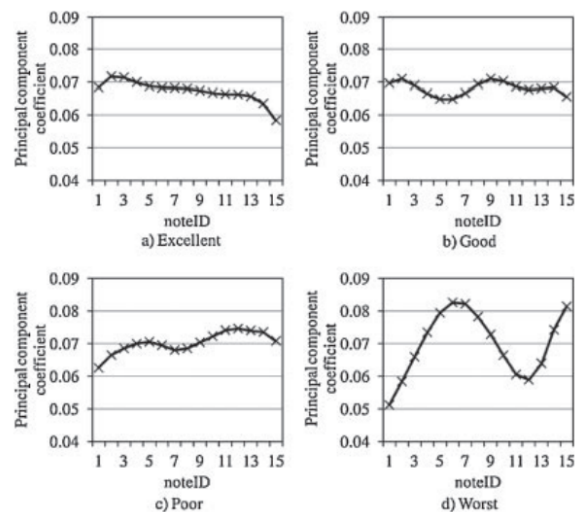 Principal component
coefficient
0.09
0.08
0.07
0.06
0.05
0.04
1 3 5 7 9 11 13 15
noteID
a) Excellent
Principal component
coefficient
0.09
0.08
0.07
0.06
0.05
0.04
1 3 5 7 9 11 13 15
noteID
b) Good
Principal component
coefficient
0.09
0.08
0.07
0.06
0.05
0.04
1 3 5 7 9 11 13 15
noteID
c) Poor
Principal component
coefficient
0.09
0.08
0.07
0.06
0.05
0.04
1 3 5 7 9 11 13 15
noteID
d) Worst